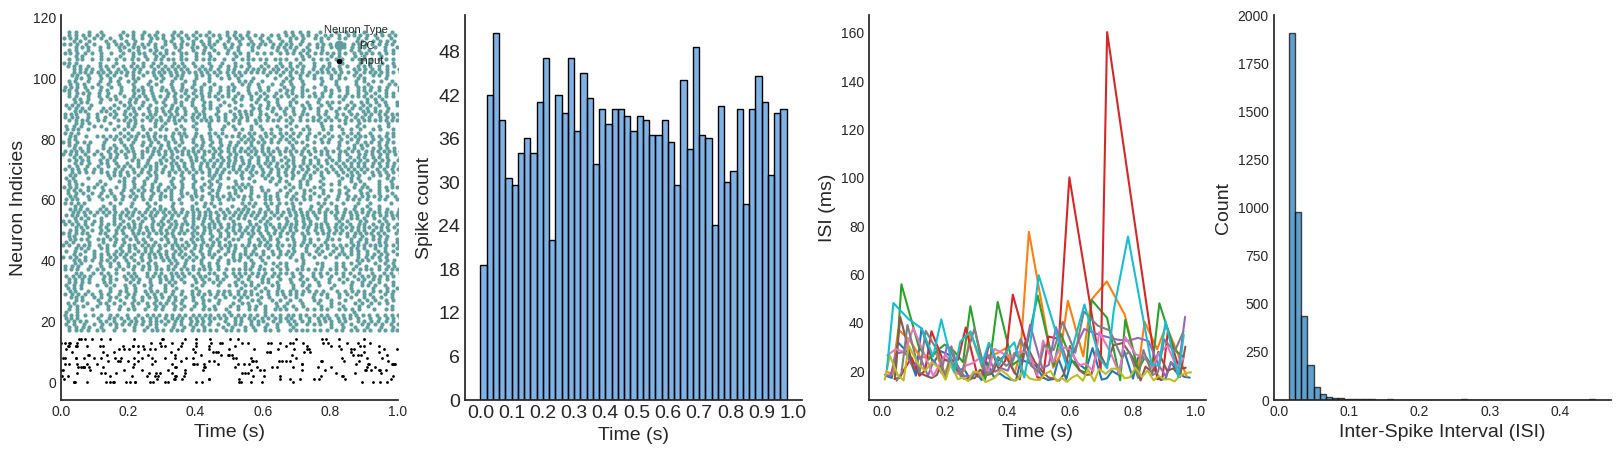 120
100
80
60
40
20
0
Neuron Indicies
0.0 0.2 0.4 0.6 0.8 1.0
Time (s)
Neuron Type
PC
Input
48
42
36
30
24
18
12
6
0
Spike count
0.0 0.1 0.2 0.3 0.4 0.5 0.6 0.7 0.8 0.9 1.0
Time (s)
160
140
120
100
80
60
40
20
ISI (ms)
0.0 0.2 0.4 0.6 0.8 1.0
Time (s)
2000
1750
1500
1250
1000
750
500
250
0
Count
0.0 0.1 0.2 0.3 0.4
Inter-Spike Interval (ISI)